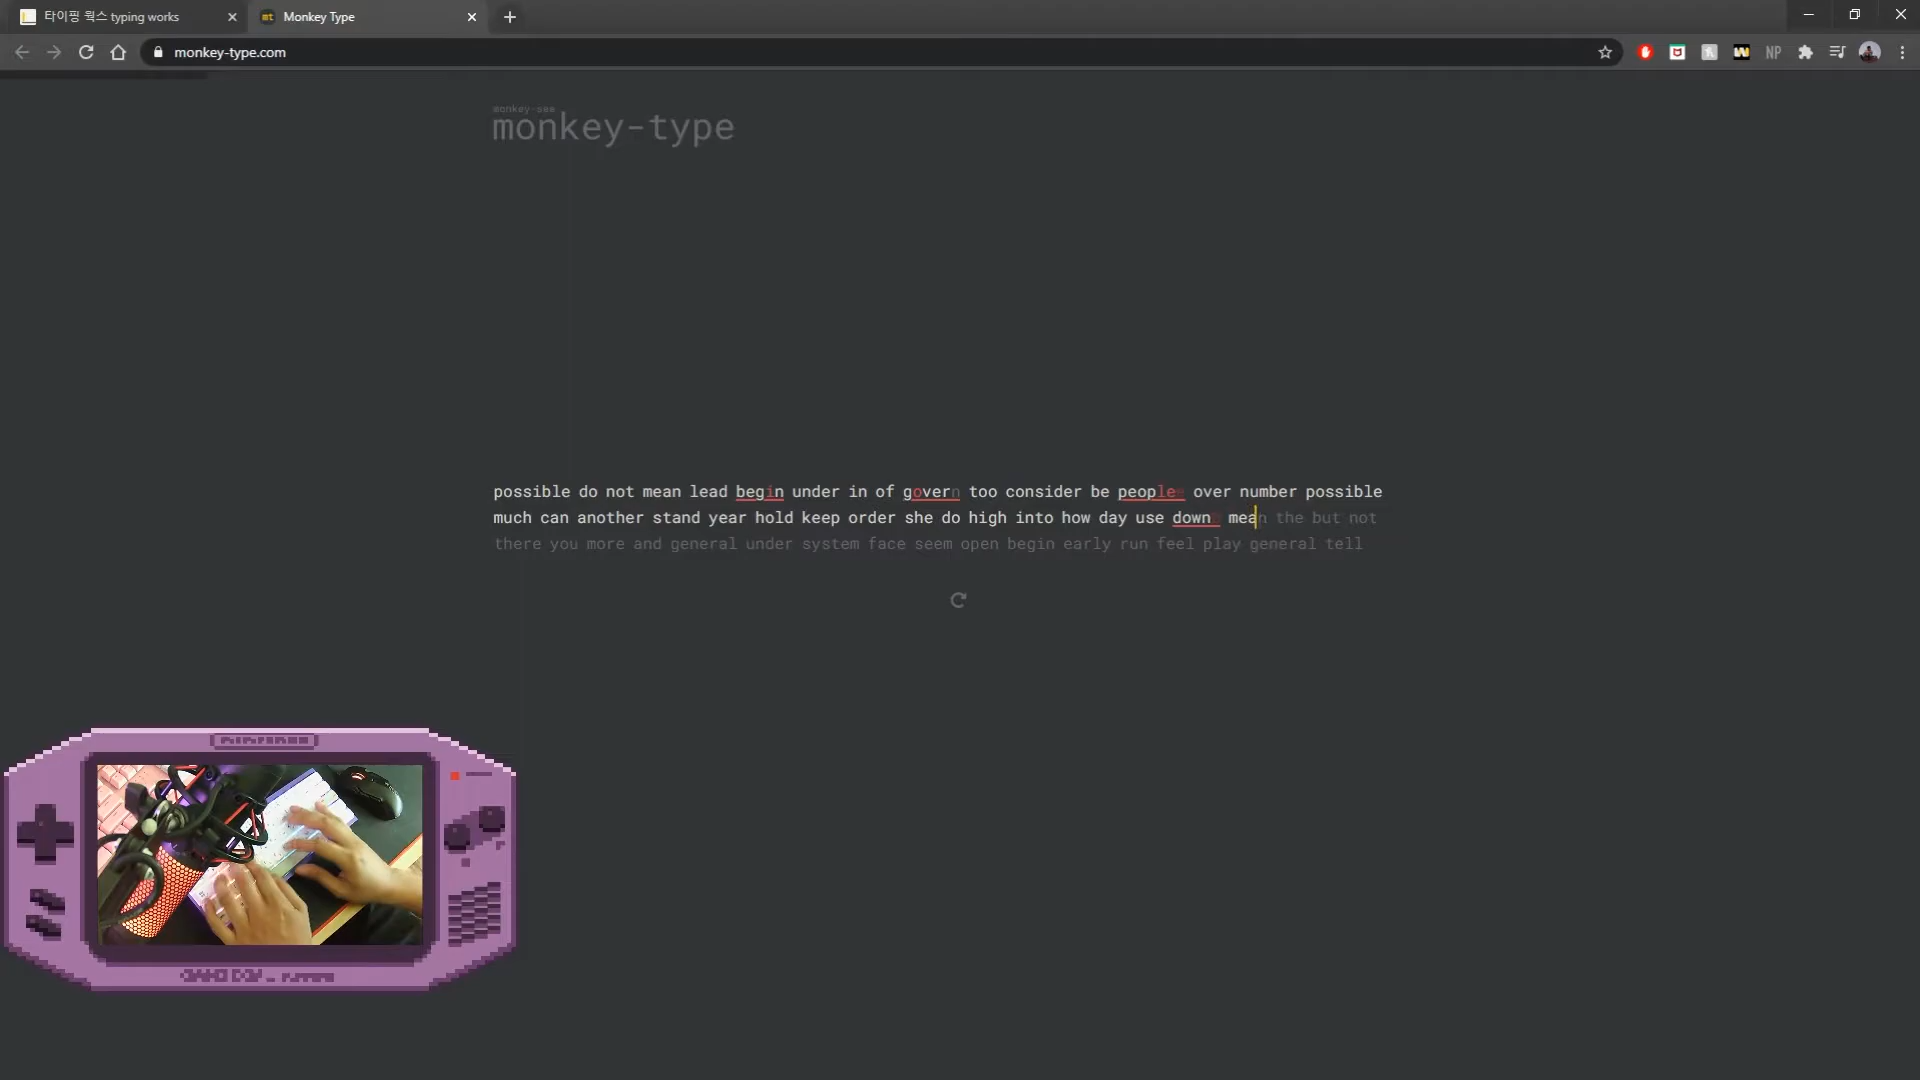 타이핑 웍스 typing works
Monkey Type
monkey-type.com
NP
monkey-see
monkey-type
possible do not mean lead begin under in of govern too consider be people over number possible
much can another stand year hold keep order she do high into how day use down mean the but not
there you more and general under system face seem open begin early run feel play general tell